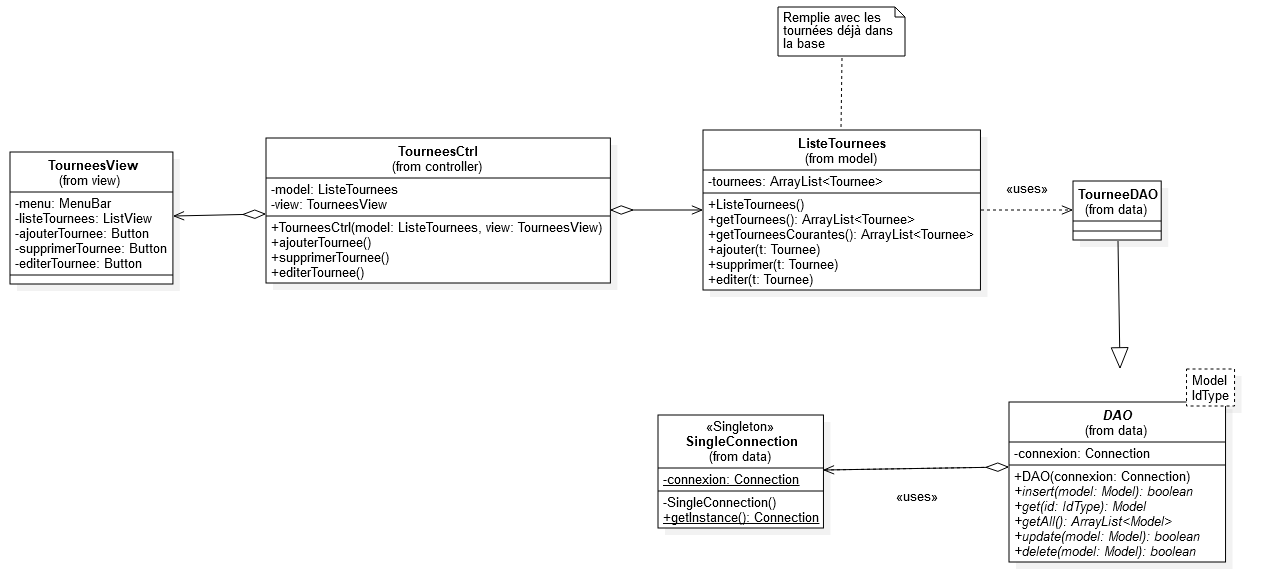 Remplie avec les
tournées déjà dans
la base
TourneesView
(from view)
-menu: MenuBar
-listeTournees: ListView
-ajouterTournee: Button
-supprimerTournee: Button
-editerTournee: Button
TourneesCtrl
(from controller)
-model: ListeTournees
-view: TourneesView
+TourneesCtrl(model: ListeTournees, view: TourneesView)
+ajouterTournee()
+supprimerTournee()
+editerTournee()
ListeTournees
(from model)
-tournees: ArrayList<Tournee>
+ListeTournees()
+getTournees(): ArrayList<Tournee>
+getTourneesCourantes(): ArrayList<Tournee>
+ajouter(t: Tournee)
+supprimer(t: Tournee)
+editer(t: Tournee)
«uses»
TourneeDAO
(from data)
«Singleton»
SingleConnection
(from data)
-connexion: Connection
-SingleConnection()
+getInstance(): Connection
«uses»
Model
IdType
DAO
(from data)
-connexion: Connection
+DAO(connexion: Connection)
+insert(model: Model): boolean
+get(id: IdType): Model
+getAll(): ArrayList<Model>
+update(model: Model): boolean
+delete(model: Model): boolean